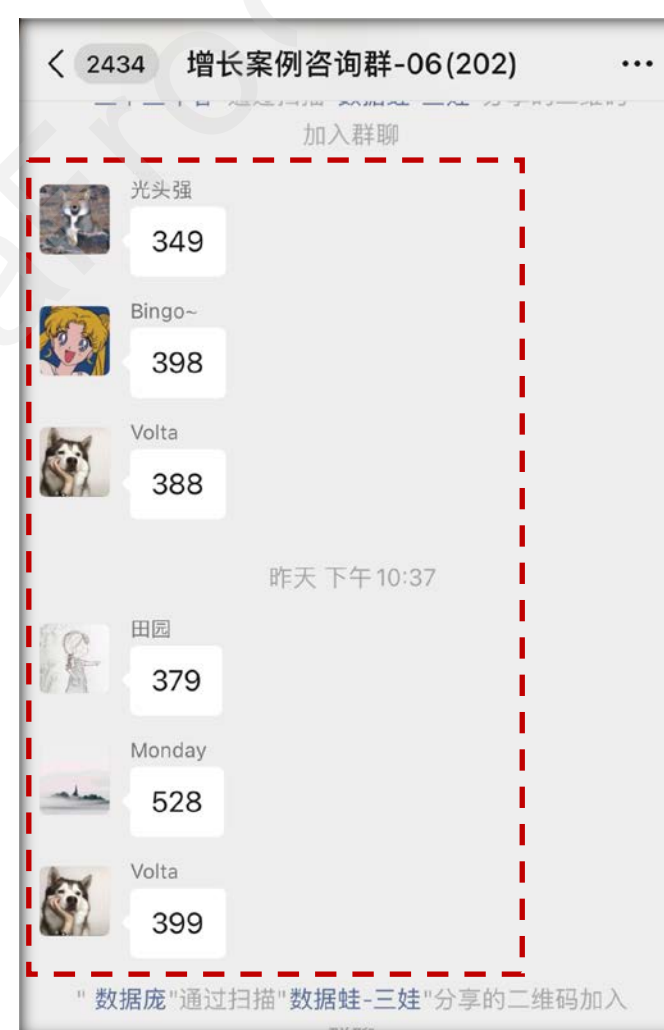 2434 增长案例咨询群-06(202)
加入群聊
光头强
349
Bingo~
398
Volta
388
昨天 下午10:37
田园
379
Monday
528
Volta
399
"数据庞"通过扫描"数据蛙-三娃"分享的二维码加入